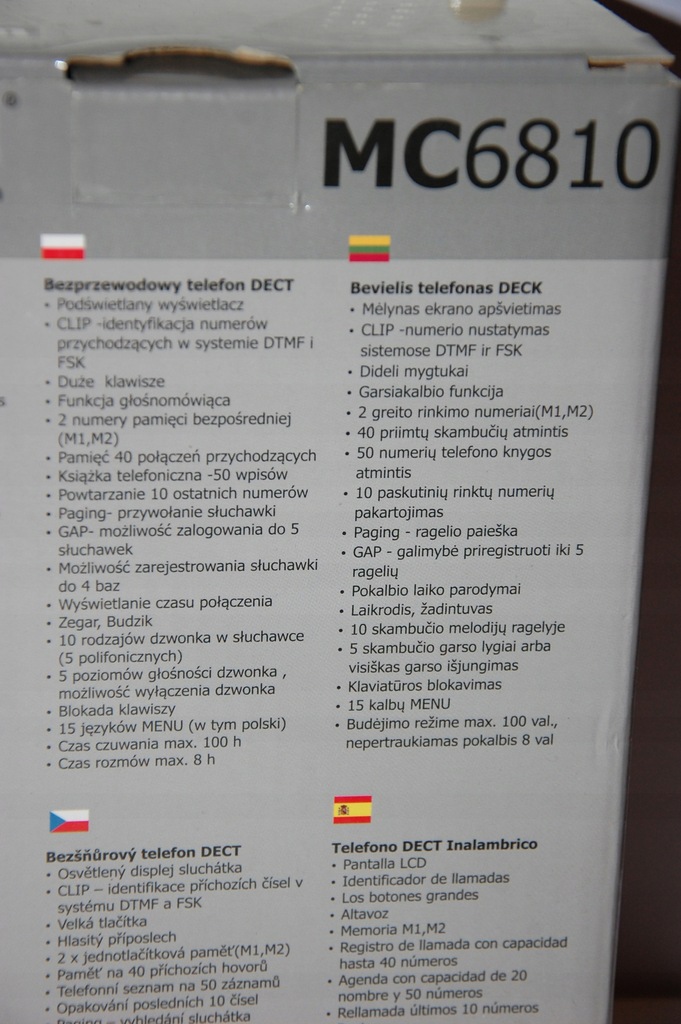 MC6810
Bezprzewodowy telefon DECT
• Podświetlany wyświetlacz
• CLIP -identyfikacja numerów
przychodzących w systemie DTMF i
FSK
• Duże klawisze
• Funkcja głośnomówiąca
• 2 numery pamięci bezpośredniej
(M1,M2)
• Pamięć 40 połączeń przychodzących
• Książka telefoniczna -50 wpisów
• Powtarzanie 10 ostatnich numerów
• Paging- przywołanie słuchawki
• GAP- możliwość zalogowania do 5
słuchawek
• Możliwość zarejestrowania słuchawki
do 4 baz
• Wyświetlanie czasu połączenia
• Zegar, Budzik
• 10 rodzajów dzwonka w słuchawce
(5 polifonicznych)
• 5 poziomów głośności dzwonka ,
możliwość wyłączenia dzwonka
• Blokada klawiszy
• 15 języków MENU (w tym polski)
• Czas czuwania max. 100 h
• Czas rozmów max. 8 h
Bevielis telefonas DECK
• Mėlynas ekrano apšvietimas
• CLIP -numerio nustatymas
sistemose DTMF ir FSK
• Dideli mygtukai
• Garsiakalbio funkcija
• 2 greito rinkimo numeriai(M1,M2)
• 40 priimtų skambučių atmintis
• 50 numerių telefono knygos
atmintis
• 10 paskutinių rinktų numerių
pakartojimas
• Paging - ragelio paieška
• GAP - galimybė priregistruoti iki 5
ragelių
• Pokalbio laiko parodymai
• Laikrodis, žadintuvas
• 10 skambučio melodijų ragelyje
• 5 skambučio garso lygiai arba
visiškas garso išjungimas
• Klaviatūros blokavimas
• 15 kalbų MENU
• Budėjimo režime max. 100 val.,
nepertraukiamas pokalbis 8 val
Bezšňůrový telefon DECT
• Osvětlený displej sluchátka
• CLIP – identifikace příchozích čísel v
systému DTMF a FSK
• Velká tlačítka
• Hlasitý příposlech
• 2 x jednotlačítková paměť(M1,M2)
• Paměť na 40 příchozích hovorů
• Telefonní seznam na 50 záznamů
• Opakování posledních 10 čísel
• Paging – vyhledání sluchátka
Telefono DECT Inalambrico
• Pantalla LCD
• Identificador de llamadas
• Los botones grandes
• Altavoz
• Memoria M1,M2
• Registro de llamada con capacidad
hasta 40 números
• Agenda con capacidad de 20
nombre y 50 números
• Rellamada últimos 10 números